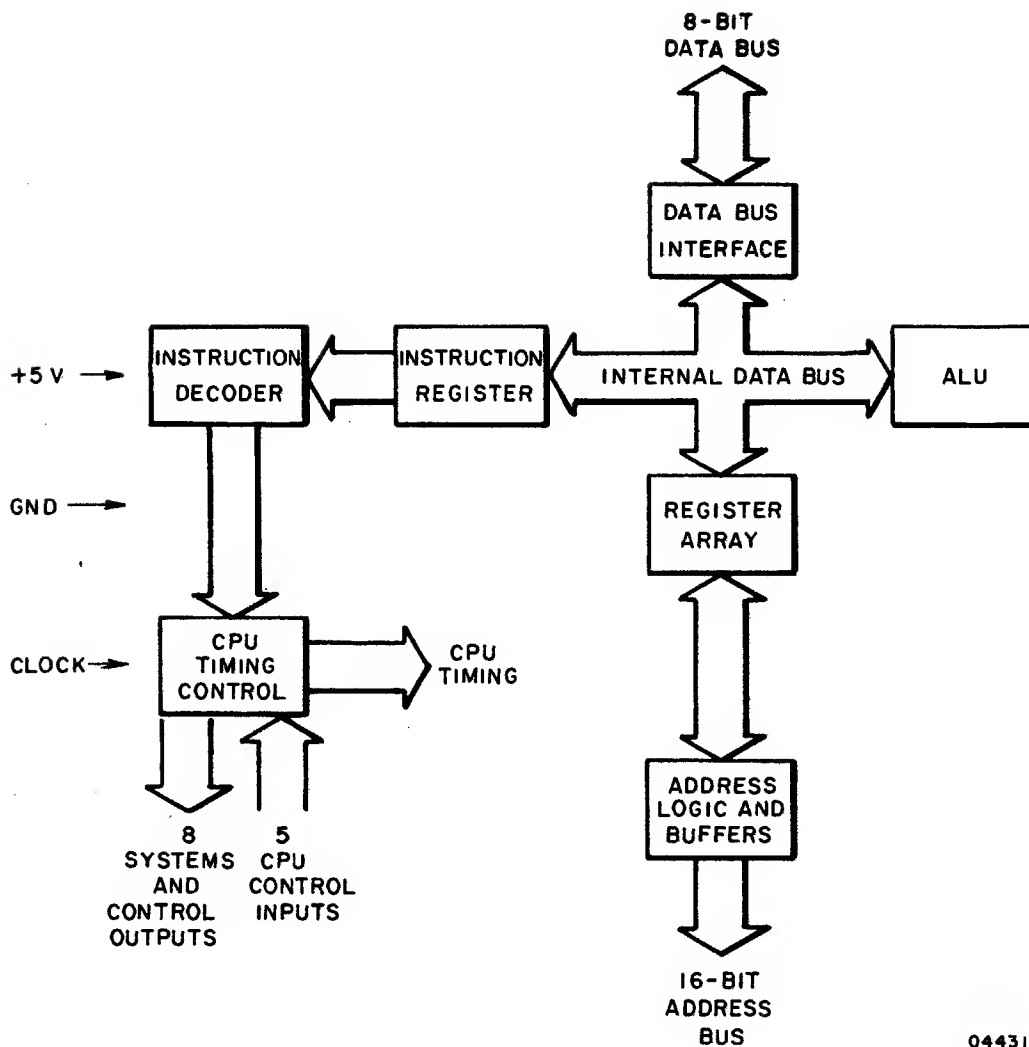 8-BIT
DATA BUS
DATA BUS
INTERFACE
+5 V
INSTRUCTION
DECODER
INSTRUCTION
REGISTER
INTERNAL DATA BUS
ALU
GND
REGISTER
ARRAY
CLOCK
CPU
TIMING
CONTROL
CPU
TIMING
ADDRESS
LOGIC AND
BUFFERS
8
SYSTEMS
AND
CONTROL
OUTPUTS
5
CPU
CONTROL
INPUTS
16-BIT
ADDRESS
BUS
04431